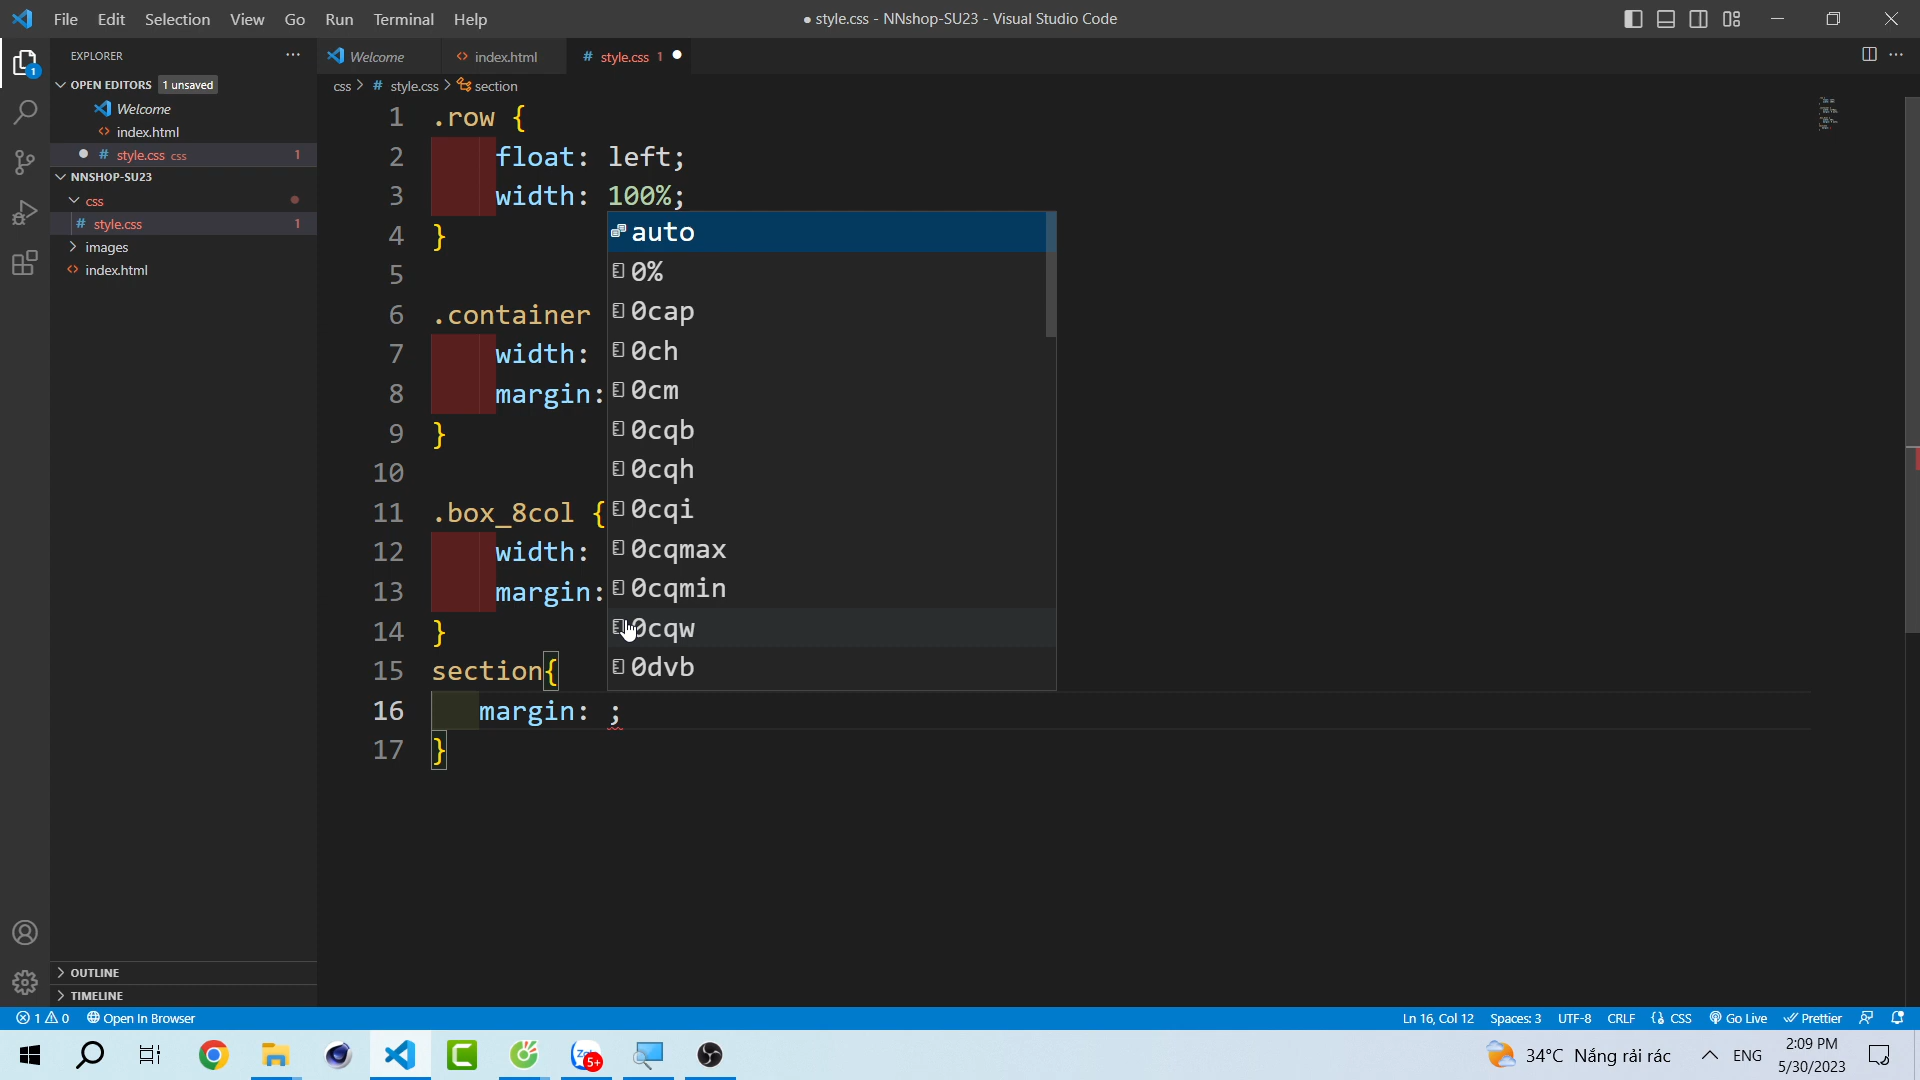 File Edit Selection View Go Run Terminal Help
● style.css - NNshop-SU23 - Visual Studio Code
EXPLORER
Welcome
index.html
# style.css 1
OPEN EDITORS 1 unsaved
Welcome
index.html
# style.css css 1
NNSHOP-SU23
css
# style.css 1
images
index.html
OUTLINE
TIMELINE
css > # style.css > section
1 .row {
2 float: left;
3 width: 100%;
4 }
5
6 .container
7 width:
8 margin:
9 }
10
11 .box_8col {
12 width:
13 margin:
14 }
15 section{
16 margin: ;
17 }
auto
0%
0cap
0ch
0cm
0cqb
0cqh
0cqi
0cqmax
0cqmin
0cqw
0dvb
1 0 Open In Browser
Ln 16, Col 12 Spaces: 3 UTF-8 CRLF {} CSS Go Live Prettier
1
5+
34°C Nắng rải rác ENG
2:09 PM
5/30/2023